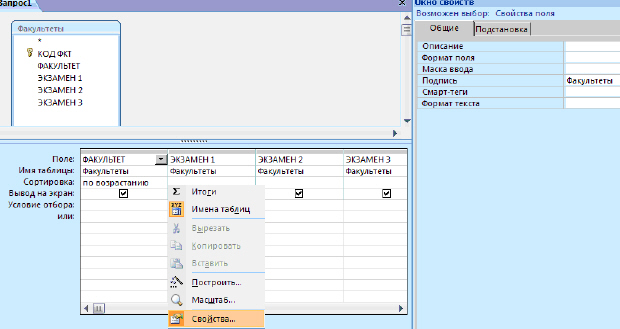 Запрос1
Факультеты
*
КОД ФКТ
ФАКУЛЬТЕТ
ЭКЗАМЕН 1
ЭКЗАМЕН 2
ЭКЗАМЕН 3
Поле: ФАКУЛЬТЕТ ЭКЗАМЕН 1 ЭКЗАМЕН 2 ЭКЗАМЕН 3
Имя таблицы: Факультеты Факультеты Факультеты Факультеты
Сортировка: по возрастанию
Вывод на экран:
Условие отбора:
или:
Σ Итоги
XYZ Имена таблиц
Вырезать
Копировать
Вставить
Построить...
Масштаб...
Свойства...
Окно свойств
Возможен выбор: Свойства поля
Общие Подстановка
Описание
Формат поля
Маска ввода
Подпись Факультеты
Смарт-теги
Формат текста